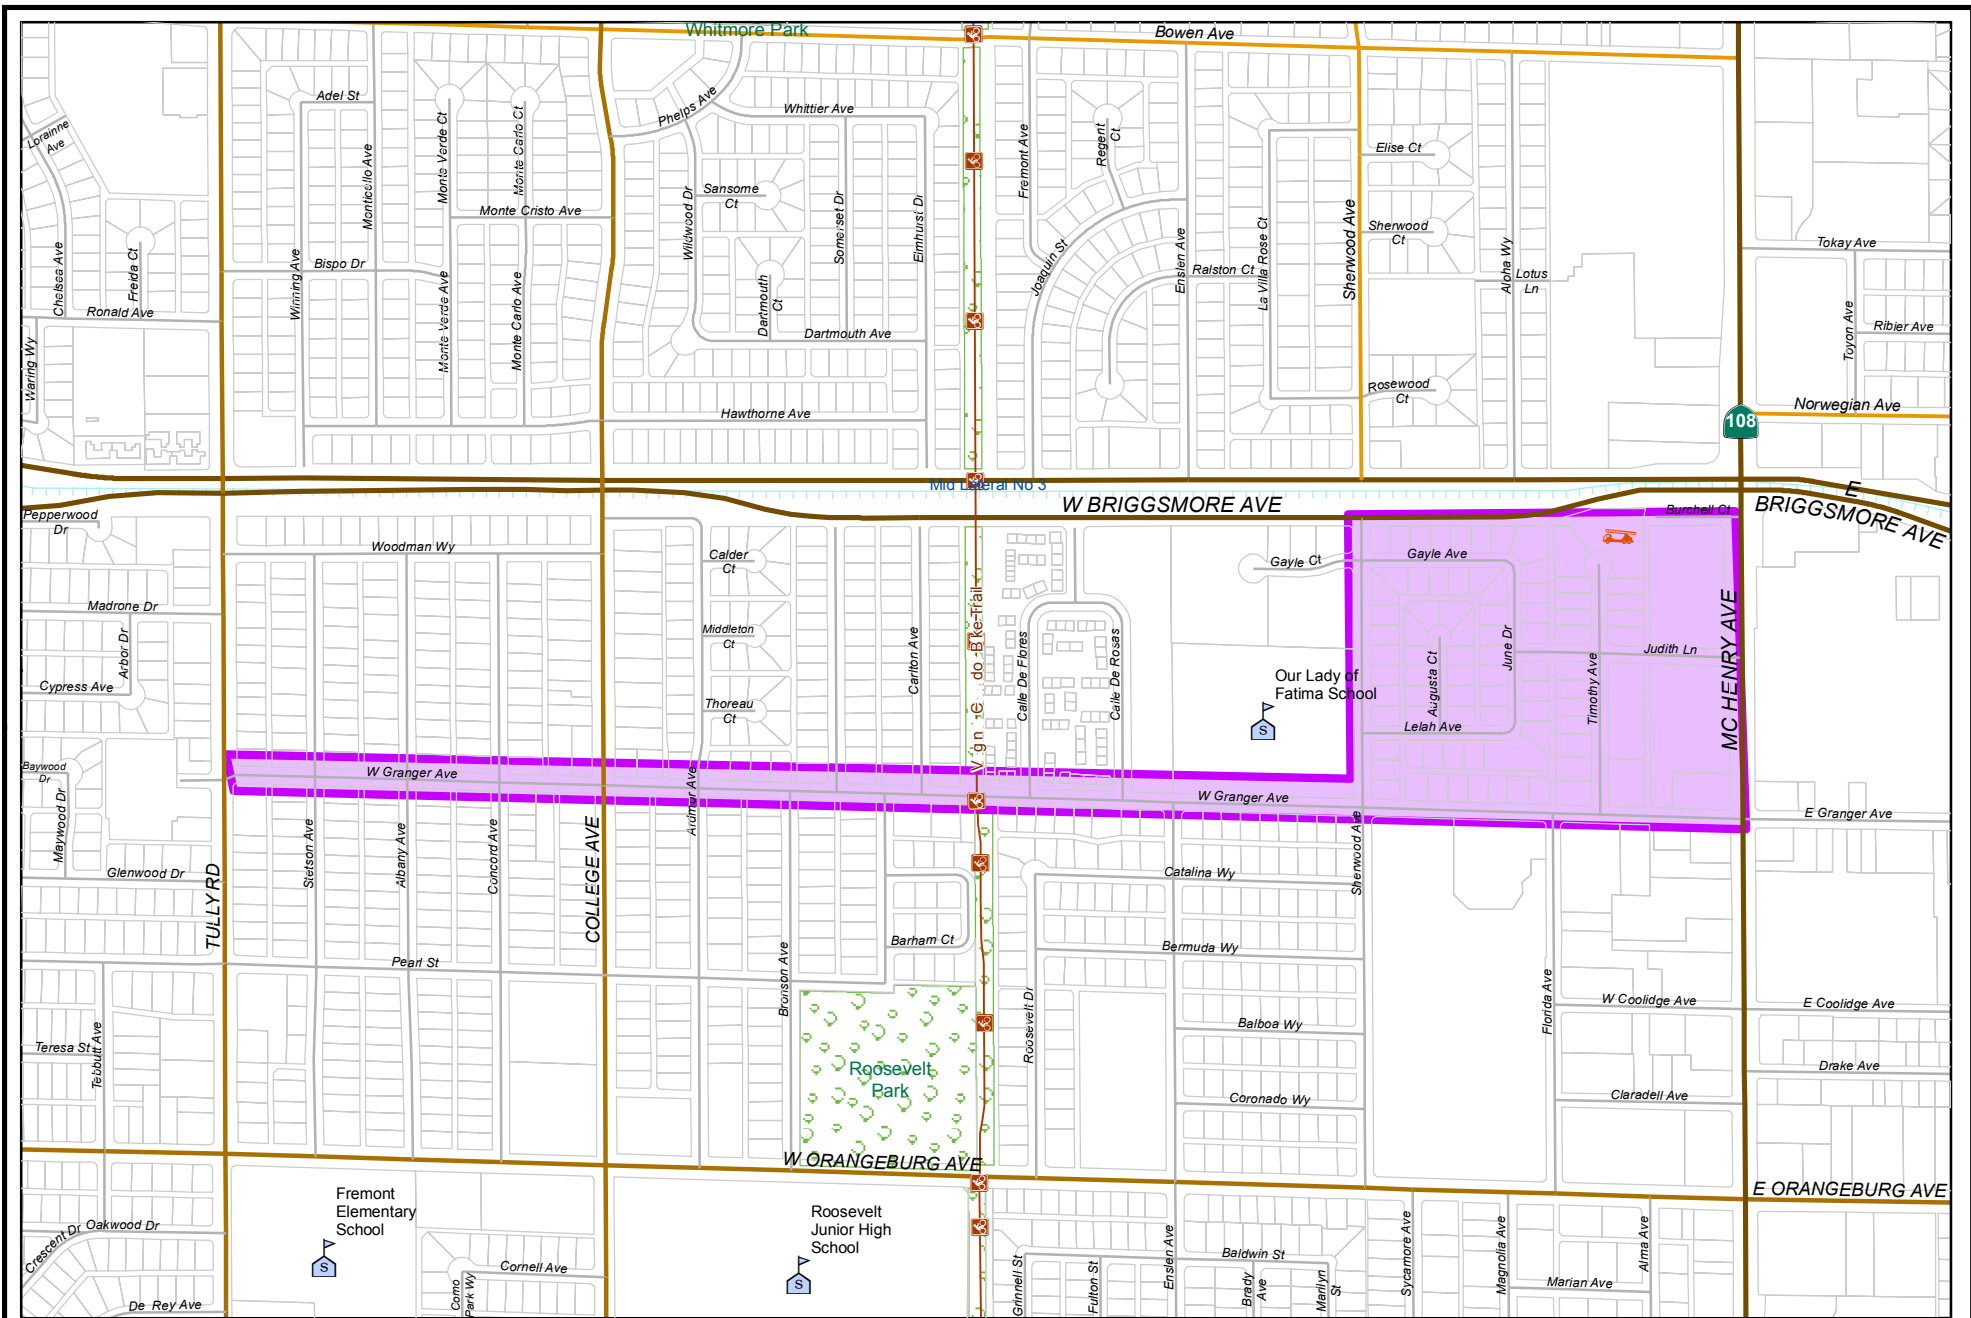 Whitmore Park
Bowen Ave
Adel St
Lorainne
Ave
Monticello Ave
Monte Verde Ct
Monte Carlo Ct
Phelps Ave
Whittier Ave
Fremont Ave
Regent
Ct
Elise Ct
Sansome
Ct
Monte Cristo Ave
Wildwood Dr
Somerset Dr
Elmhurst Dr
Sherwood
Ct
Sherwood Ave
La Villa Rose Ct
Aloha Wy
Tokay Ave
Chelsea Ave
Freida Ct
Winning Ave
Bispo Dr
Monte Verde Ave
Monte Carlo Ave
Dartmouth
Ct
Joaquin St
Enslen Ave
Ralston Ct
Lotus
Ln
Ronald Ave
Dartmouth Ave
Toyon Ave
Ribier Ave
Waring Wy
Rosewood
Ct
Hawthorne Ave
Norwegian Ave
108
Mid Lateral No 3
W BRIGGSMORE AVE
E
BRIGGSMORE AVE
Burchell Ct
Pepperwood
Dr
Woodman Wy
Calder
Ct
Gayle Ct
Gayle Ave
Madrone Dr
Arbor Dr
Middleton
Ct
Carlton Ave
Calle De Flores
Calle De Rosas
MC HENRY AVE
June Dr
Judith Ln
Augusta Ct
Timothy Ave
Cypress Ave
Our Lady of
Fatima School
S
Thoreau
Ct
Lelah Ave
Baywood
Dr
W Granger Ave
W Granger Ave
E Granger Ave
Maywood Dr
Ardmor Ave
Stetson Ave
Albany Ave
Concord Ave
COLLEGE AVE
Sherwood Ave
Glenwood Dr
TULLY RD
Catalina Wy
Barham Ct
Bermuda Wy
Pearl St
Bronson Ave
Roosevelt Dr
Florida Ave
W Coolidge Ave
E Coolidge Ave
Balboa Wy
Teresa St
Tebbutt Ave
Roosevelt
Park
Drake Ave
Coronado Wy
Claradell Ave
W ORANGEBURG AVE
E ORANGEBURG AVE
Fremont
Elementary
School
S
Roosevelt
Junior High
School
S
Crescent Dr
Oakwood Dr
Cornell Ave
Como
Park Wy
De Rey Ave
Grinnell St
Fulton St
Enslen Ave
Baldwin St
Brady
Ave
Marilyn
St
Sycamore Ave
Magnolia Ave
Marian Ave
Alma Ave